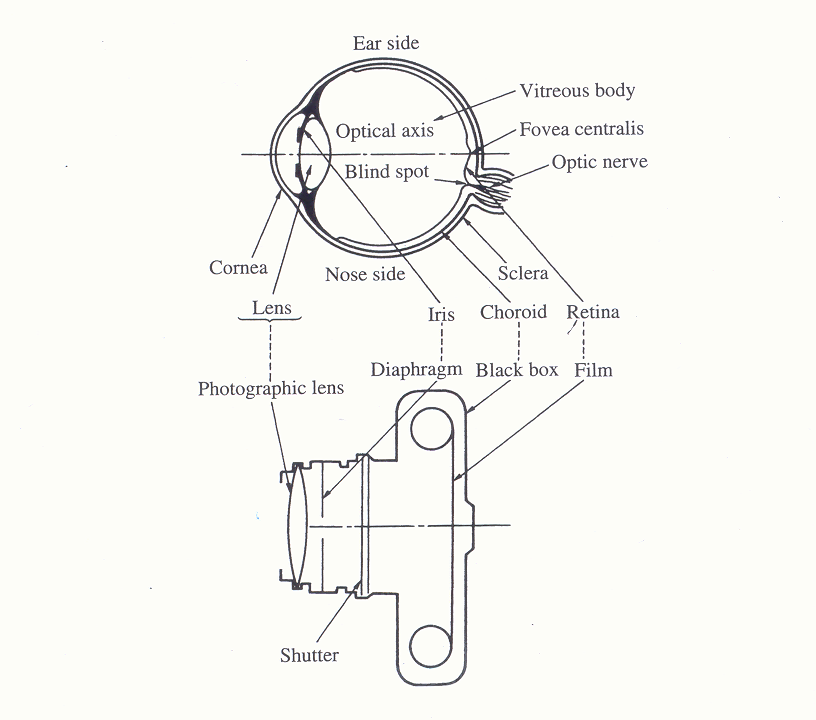 Ear side
Vitreous body
Optical axis
Fovea centralis
Optic nerve
Blind spot
Cornea
Nose side
Sclera
Lens
Iris
Choroid
Retina
Photographic lens
Diaphragm
Black box
Film
Shutter